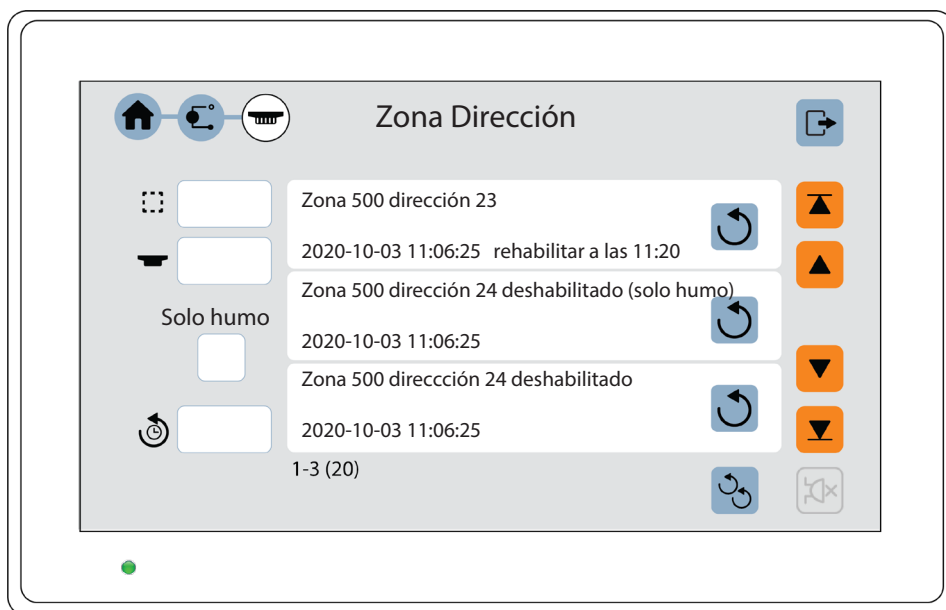 Zona Dirección
Zona 500 dirección 23
2020-10-03 11:06:25 rehabilitar a las 11:20
Zona 500 dirección 24 deshabilitado (solo humo)
2020-10-03 11:06:25
Solo humo
Zona 500 direccción 24 deshabilitado
2020-10-03 11:06:25
1-3 (20)